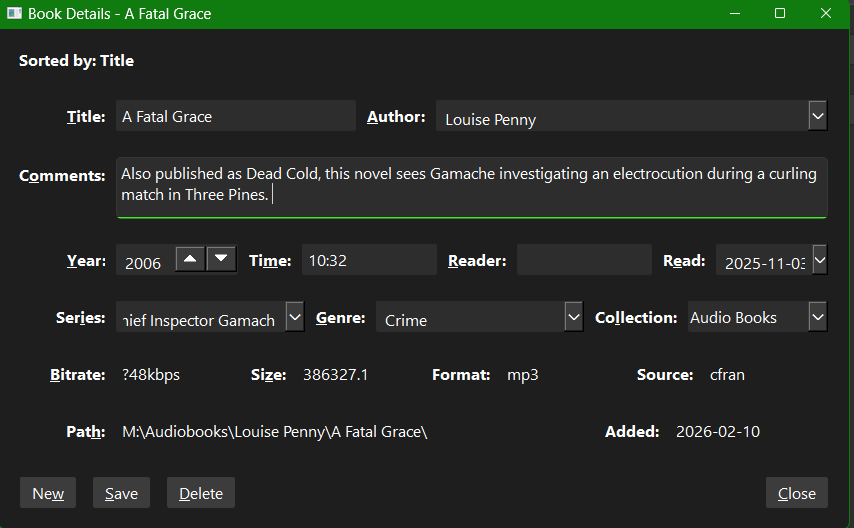 Book Details - A Fatal Grace
Sorted by: Title
Title: A Fatal Grace Author: Louise Penny
Comments: Also published as Dead Cold, this novel sees Gamache investigating an electrocution during a curling
match in Three Pines.
Year: 2006 Time: 10:32 Reader: Read: 2025-11-03
Series: hief Inspector Gamach Genre: Crime Collection: Audio Books
Bitrate: ?48kbps Size: 386327.1 Format: mp3 Source: cfran
Path: M:\Audiobooks\Louise Penny\A Fatal Grace\ Added: 2026-02-10
New Save Delete Close